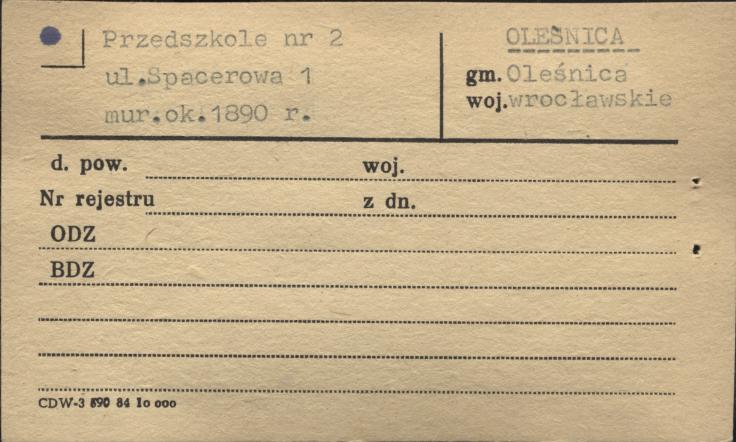 Przedszkole nr 2
ul.Spacerowa 1
mur.ok.1890 r.
OLEŚNICA
gm. Oleśnica
woj. wrocławskie
d. pow. woj.
Nr rejestru z dn.
ODZ
BDZ
CDW-3 890 84 10 000